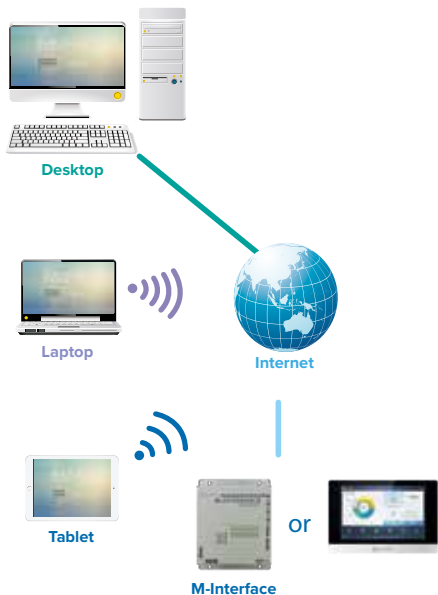 Desktop
Laptop
Internet
Tablet
or
M-Interface